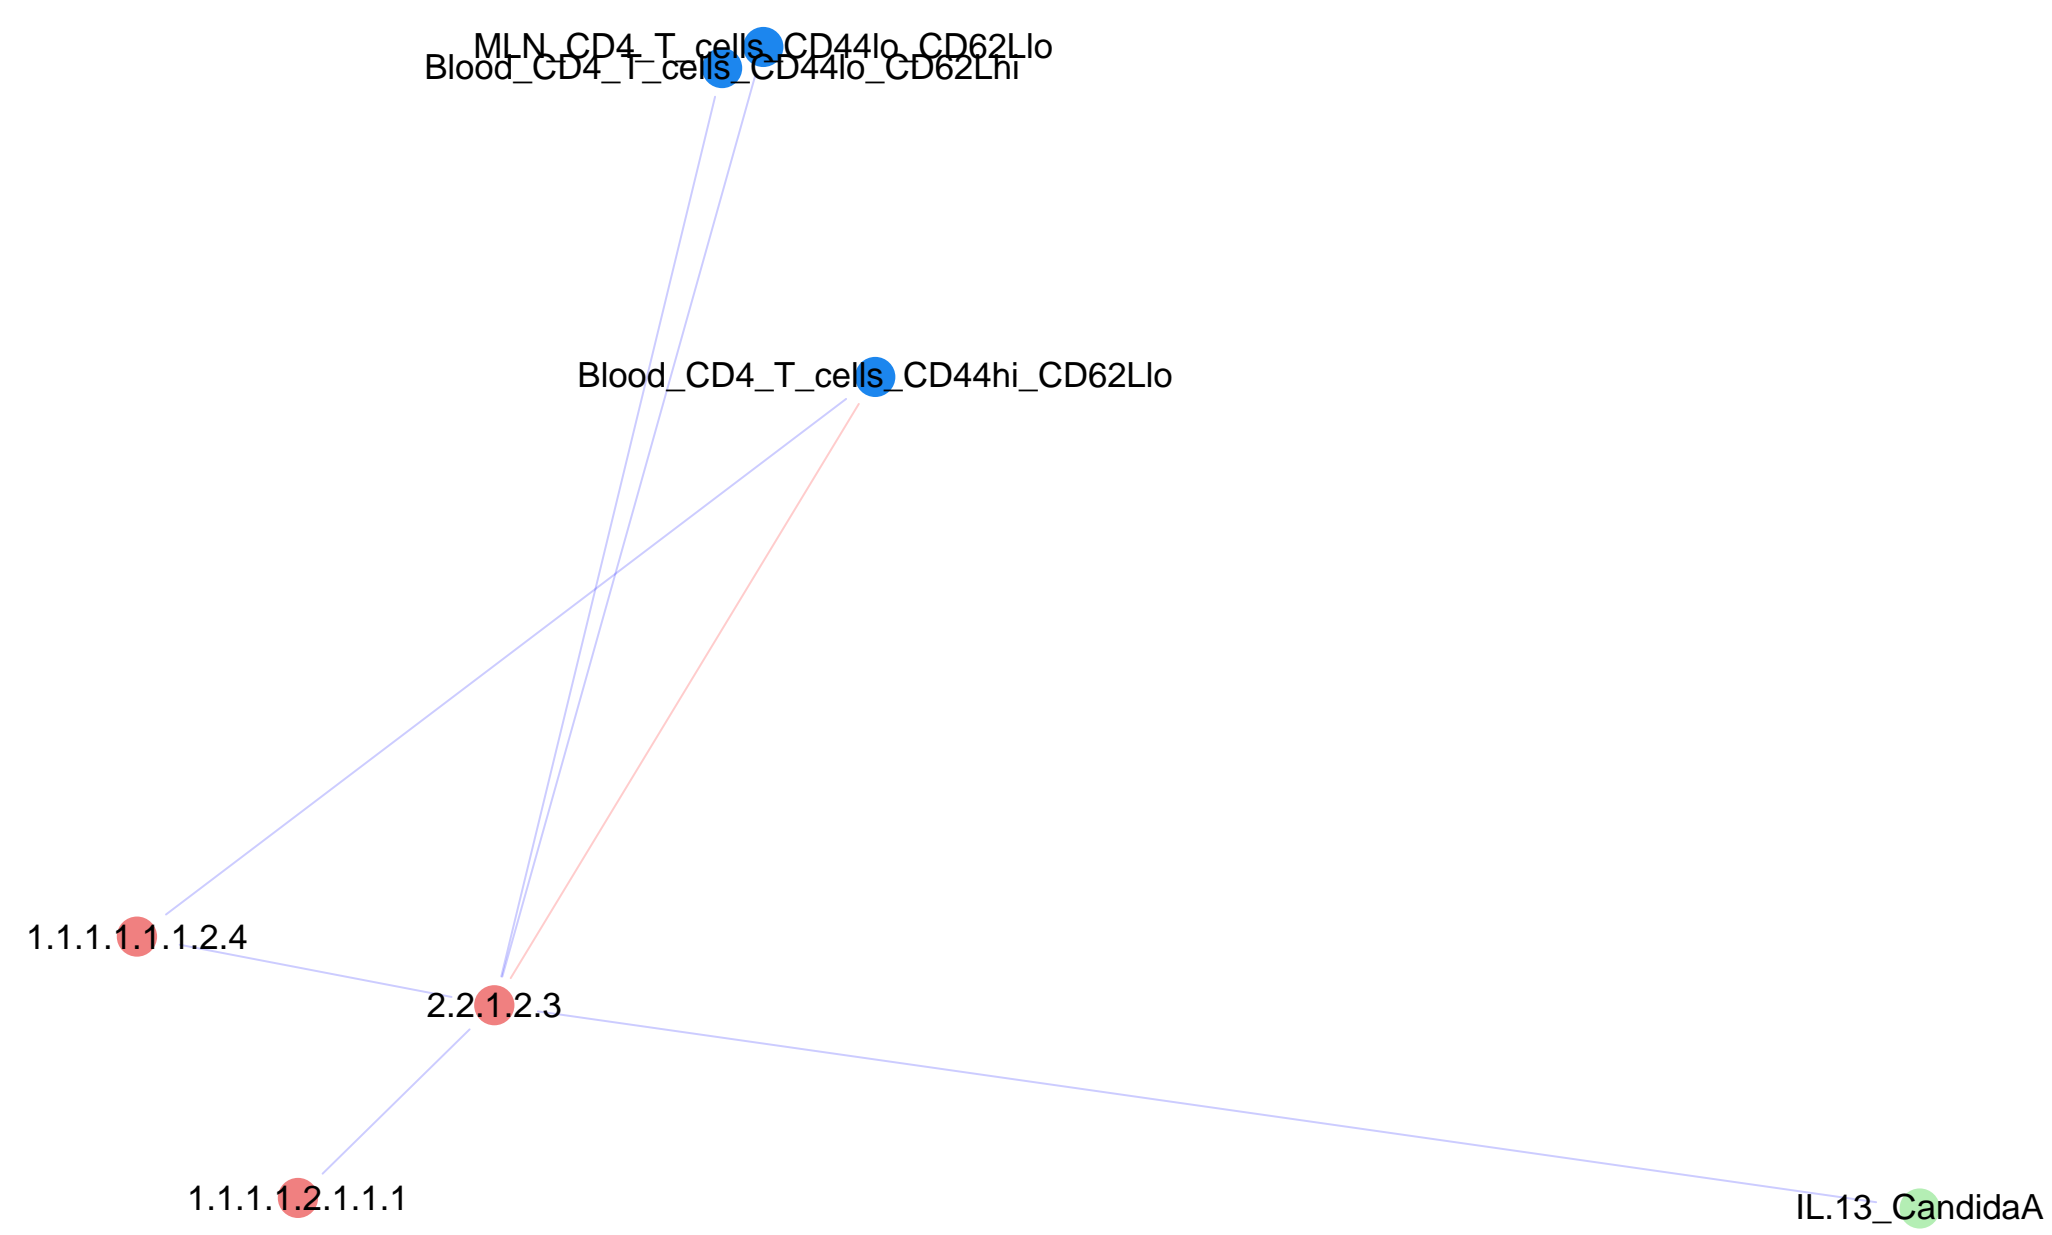 MLN_CD4_T_cells_CD44lo_CD62Llo
Blood_CD4_T_cells_CD44lo_CD62Lhi
Blood_CD4_T_cells_CD44hi_CD62Llo
1.1.1.1.1.1.2.4
2.2.1.2.3
1.1.1.1.2.1.1.1
IL.13_CandidaA